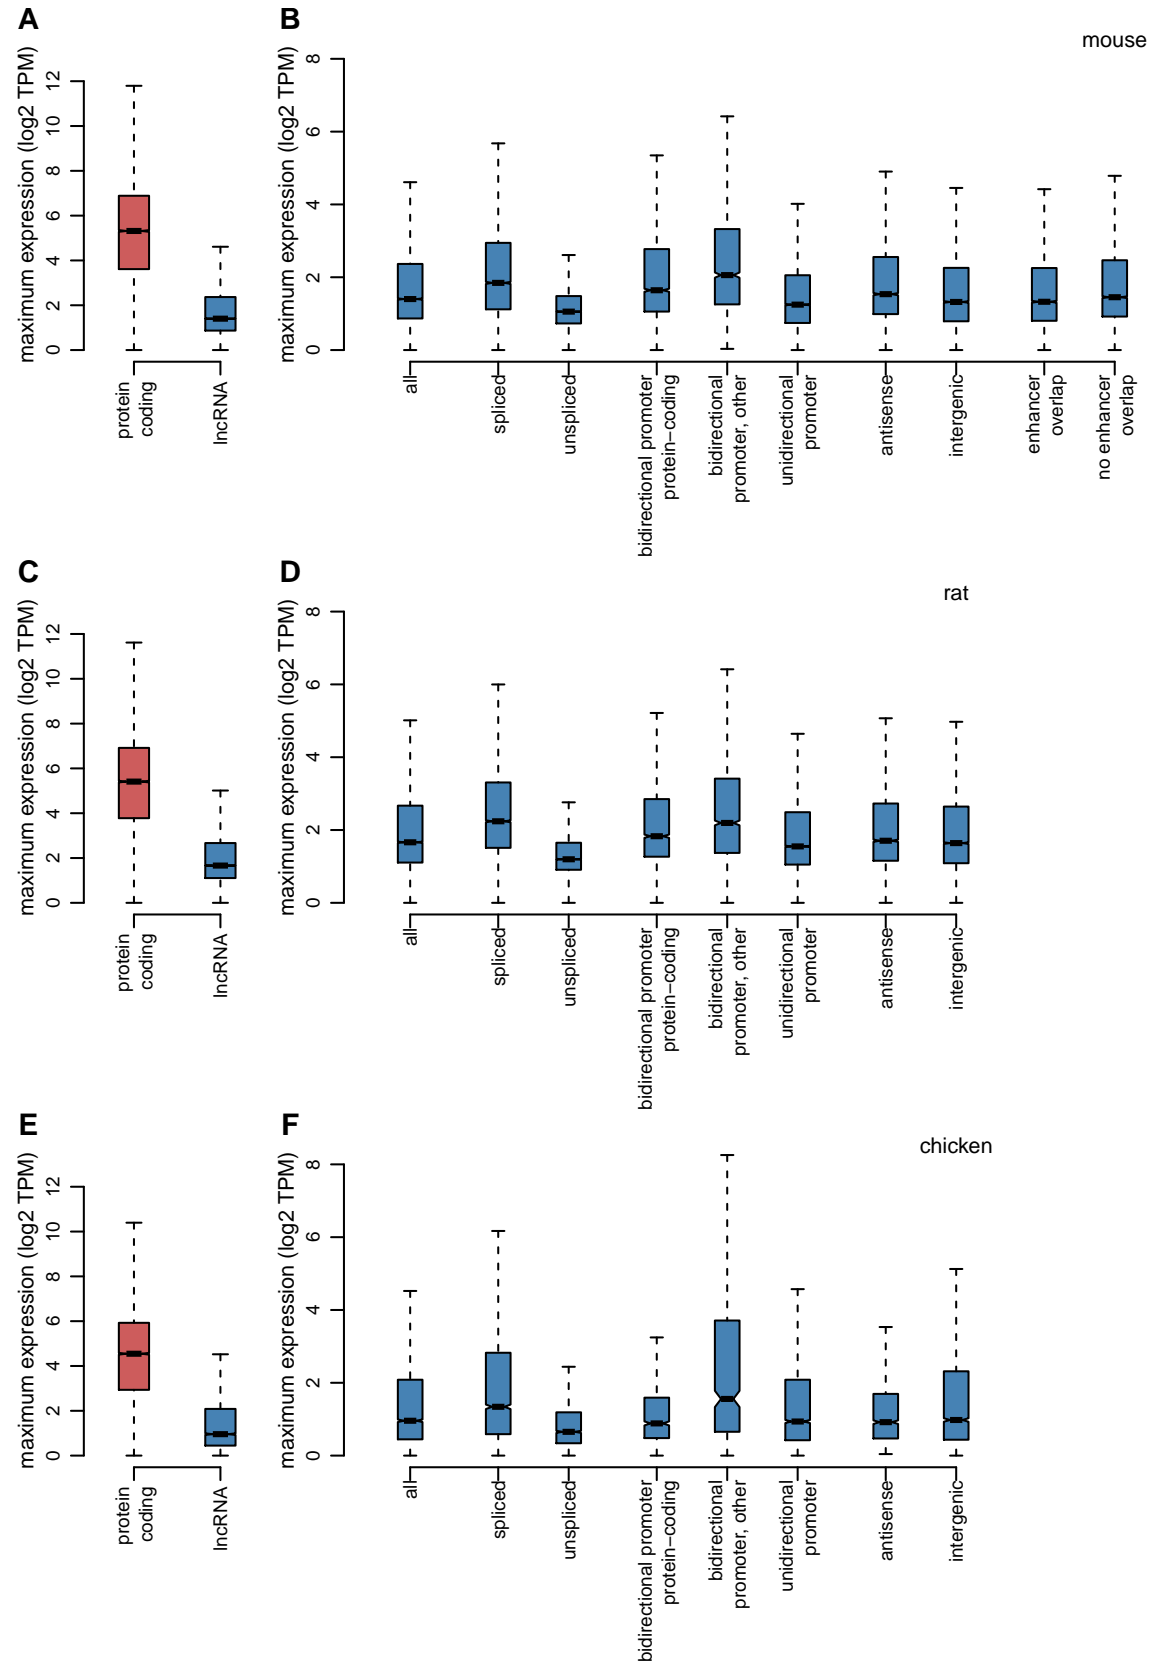 A
maximum expression (log2 TPM)
0
2
4
6
8
10
12
protein
coding
lncRNA
B
mouse
maximum expression (log2 TPM)
0
2
4
6
8
all
spliced
unspliced
bidirectional promoter
protein−coding
bidirectional
promoter, other
unidirectional
promoter
antisense
intergenic
enhancer
overlap
no enhancer
overlap
C
maximum expression (log2 TPM)
0
2
4
6
8
10
12
protein
coding
lncRNA
D
rat
maximum expression (log2 TPM)
0
2
4
6
8
all
spliced
unspliced
bidirectional promoter
protein−coding
bidirectional
promoter, other
unidirectional
promoter
antisense
intergenic
E
maximum expression (log2 TPM)
0
2
4
6
8
10
12
protein
coding
lncRNA
F
chicken
maximum expression (log2 TPM)
0
2
4
6
8
all
spliced
unspliced
bidirectional promoter
protein−coding
bidirectional
promoter, other
unidirectional
promoter
antisense
intergenic